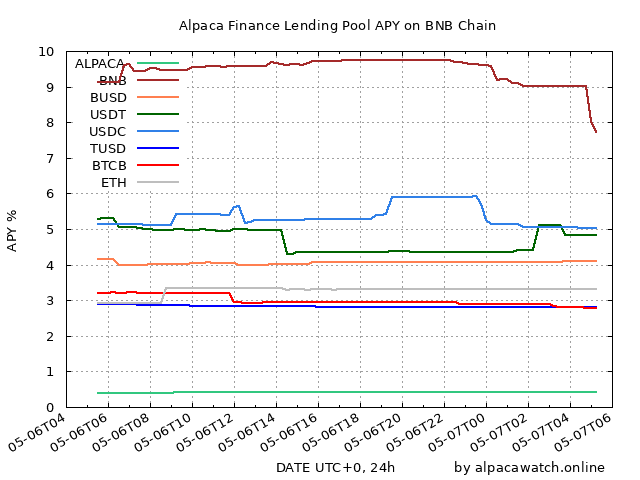 Alpaca Finance Lending Pool APY on BNB Chain
10
9
8
7
6
5
4
3
2
1
0
APY %
ALPACA
BNB
BUSD
USDT
USDC
TUSD
BTCB
ETH
05-06T04
05-06T06
05-06T08
05-06T10
05-06T12
05-06T14
05-06T16
05-06T18
05-06T20
05-06T22
05-07T00
05-07T02
05-07T04
05-07T06
DATE UTC+0, 24h
by alpacawatch.online